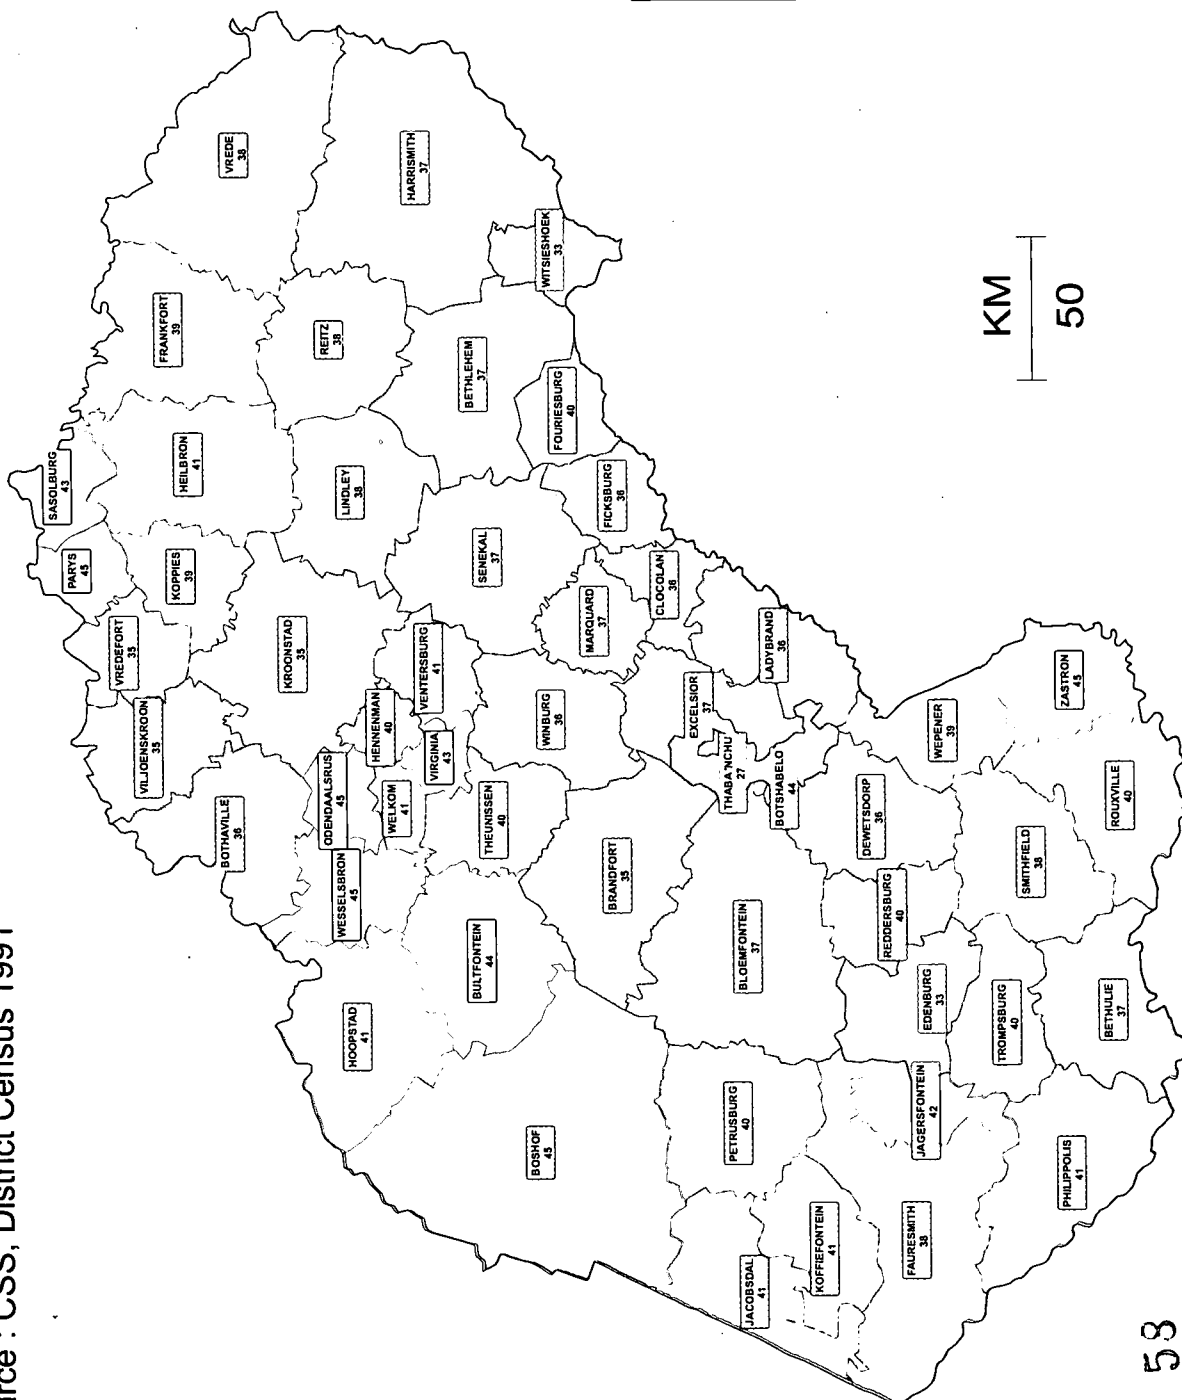 rce : CSS, District Census 1991
SASOLBURG
43
PARYS
45
VREDEFORT
35
VILJOENSKROON
35
KOPPIES
39
HEILBRON
41
FRANKFORT
39
VREDE
38
BOTHAVILLE
36
KROONSTAD
35
LINDLEY
38
REITZ
38
HARRISMITH
37
HOOPSTAD
41
WESSELSBRON
45
ODENDAALSRUS
45
HENNENMAN
40
WELKOM
41
VIRGINIA
43
VENTERSBURG
41
SENEKAL
37
BETHLEHEM
37
WITSIESHOEK
33
BOSHOF
45
BULTFONTEIN
44
THEUNISSEN
40
WINBURG
36
MARQUARD
37
FICKSBURG
36
FOURIESBURG
40
BRANDFORT
35
CLOCOLAN
36
EXCELSIOR
37
LADYBRAND
36
THABA'NCHU
27
BOTSHABELO
44
BLOEMFONTEIN
37
PETRUSBURG
40
JACOBSDAL
41
KOFFIEFONTEIN
41
FAURESMITH
38
JAGERSFONTEIN
42
EDENBURG
33
REDDERSBURG
40
DEWETSDORP
36
WEPENER
39
ZASTRON
45
ROUXVILLE
40
SMITHFIELD
38
TROMPSBURG
40
BETHULIE
37
PHILIPPOLIS
41
KM
50
58